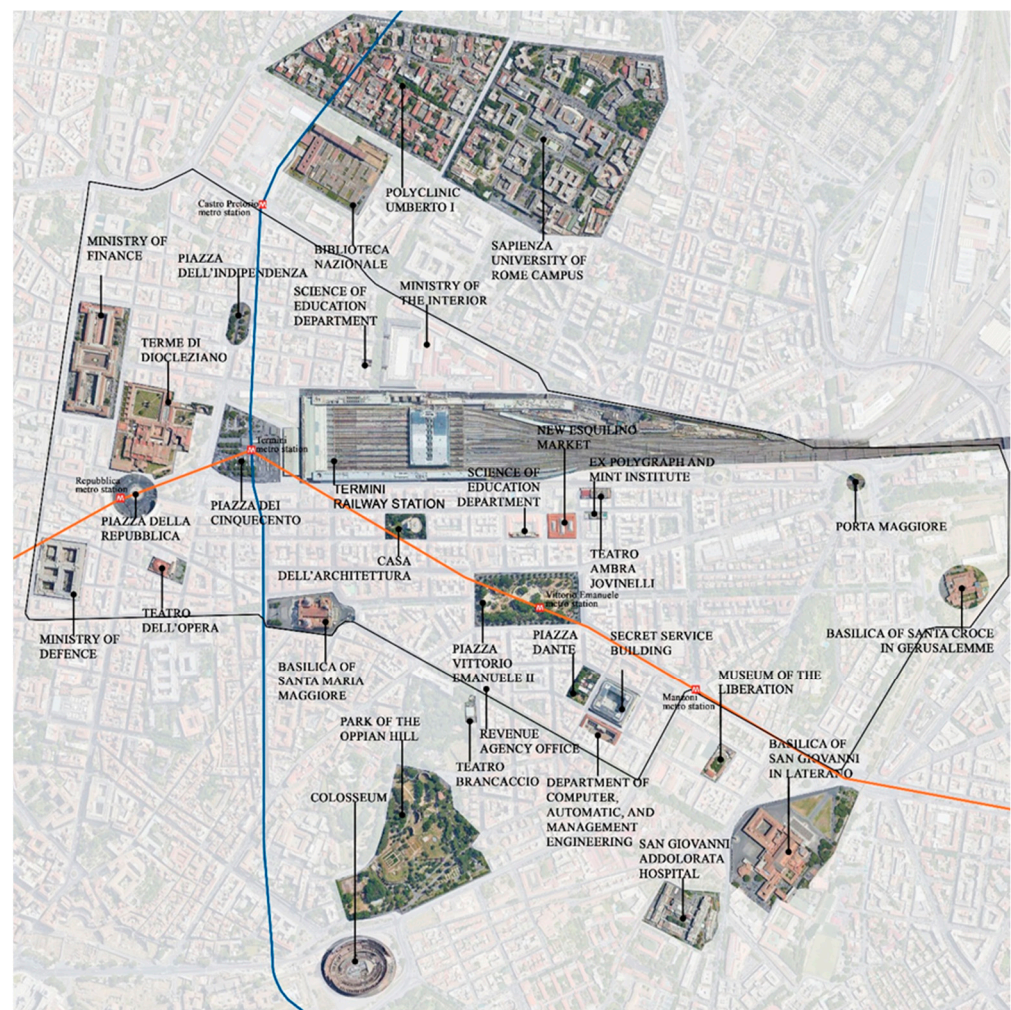 POLYCLINIC
UMBERTO I
Castro Pretorio
metro station
MINISTRY OF
FINANCE
PIAZZA
DELL'INDIPENDENZA
BIBLIOTECA
NAZIONALE
SAPIENZA
UNIVERSITY OF
ROME CAMPUS
SCIENCE OF
EDUCATION
DEPARTMENT
MINISTRY OF
THE INTERIOR
TERME DI
DIOCLEZIANO
NEW ESQUILINO
MARKET
Termini
metro station
EX POLYGRAPH AND
MINT INSTITUTE
SCIENCE OF
EDUCATION
DEPARTMENT
Repubblica
metro station
TERMINI
RAILWAY STATION
PIAZZA DEI
CINQUECENTO
PIAZZA DELLA
REPUBBLICA
PORTA MAGGIORE
CASA
DELL'ARCHITETTURA
TEATRO
AMBRA
JOVINELLI
Vittorio Emanuele
metro station
TEATRO
DELL'OPERA
MINISTRY OF
DEFENCE
PIAZZA
DANTE
SECRET SERVICE
BUILDING
BASILICA OF SANTA CROCE
IN GERUSALEMME
PIAZZA
VITTORIO
EMANUELE II
BASILICA OF
SANTA MARIA
MAGGIORE
MUSEUM OF THE
LIBERATION
Manzoni
metro station
PARK OF THE
OPPIAN HILL
REVENUE
AGENCY OFFICE
BASILICA OF
SAN GIOVANNI
IN LATERANO
TEATRO
BRANCACCIO
DEPARTMENT OF
COMPUTER,
AUTOMATIC, AND
MANAGEMENT
ENGINEERING
COLOSSEUM
SAN GIOVANNI
ADDOLORATA
HOSPITAL